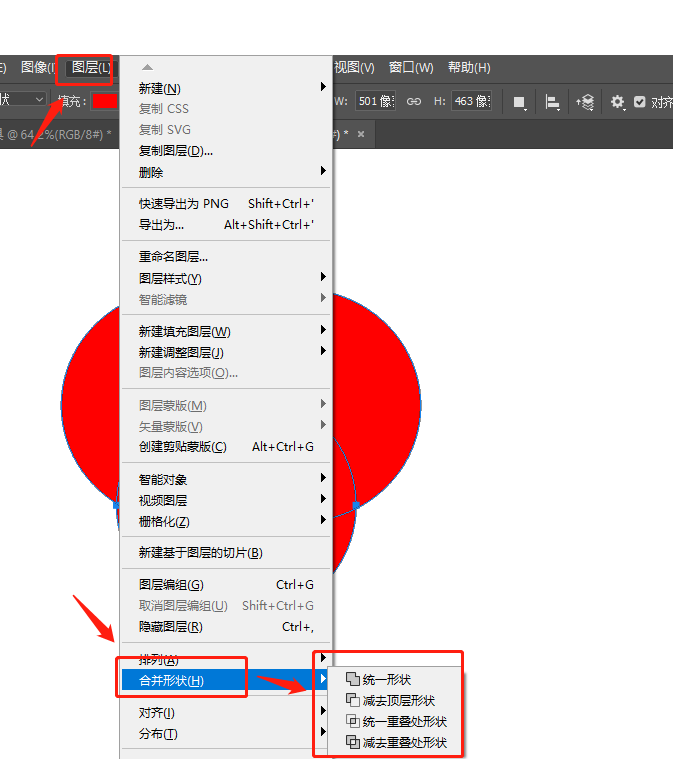 E) 图像(I 图层(L) 视图(V) 窗口(W) 帮助(H)
状 填充: W: 501 像 H: 463 像 对齐
具 @ 64.2%(RGB/8#) * #) * ×
新建(N)
复制 CSS
复制 SVG
复制图层(D)...
删除
快速导出为 PNG Shift+Ctrl+'
导出为... Alt+Shift+Ctrl+'
重命名图层...
图层样式(Y)
智能滤镜
新建填充图层(W)
新建调整图层(J)
图层内容选项(O)...
图层蒙版(M)
矢量蒙版(V)
创建剪贴蒙版(C) Alt+Ctrl+G
智能对象
视频图层
栅格化(Z)
新建基于图层的切片(B)
图层编组(G) Ctrl+G
取消图层编组(U) Shift+Ctrl+G
隐藏图层(R) Ctrl+,
排列(A)
合并形状(H) 统一形状
减去顶层形状
对齐(I) 统一重叠处形状
分布(T) 减去重叠处形状